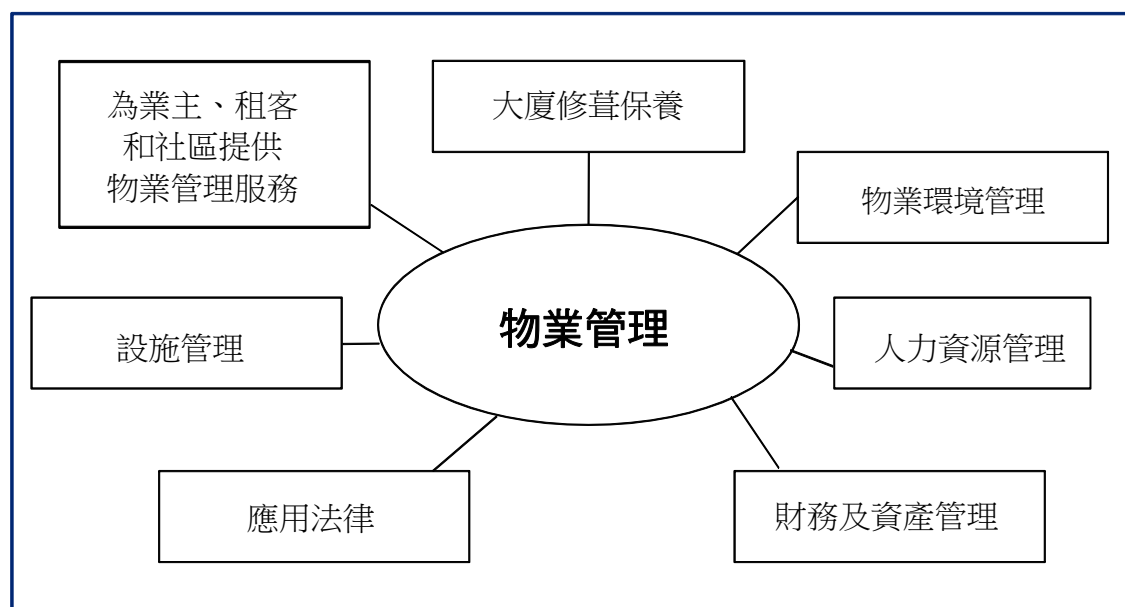 為業主、租客
和社區提供
物業管理服務
大廈修葺保養
物業環境管理
物業管理
設施管理
人力資源管理
應用法律
財務及資產管理